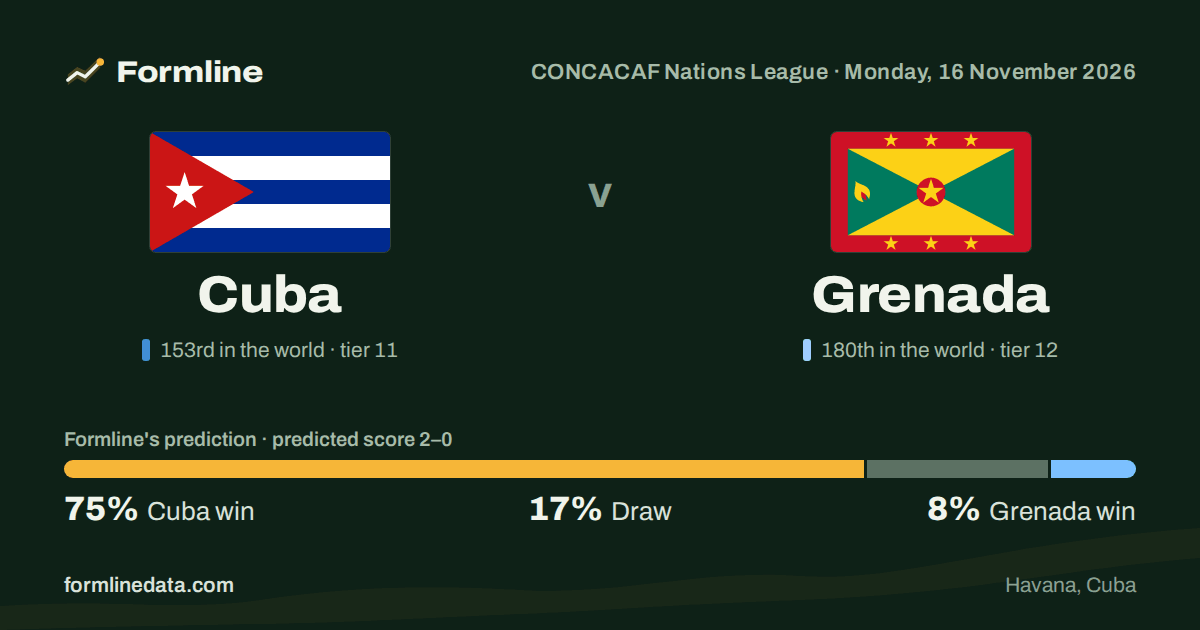 Formline
CONCACAF Nations League · Monday, 16 November 2026
v
Cuba
Grenada
153rd in the world · tier 11
180th in the world · tier 12
Formline's prediction · predicted score 2–0
75% Cuba win
17% Draw
8% Grenada win
formlinedata.com
Havana, Cuba